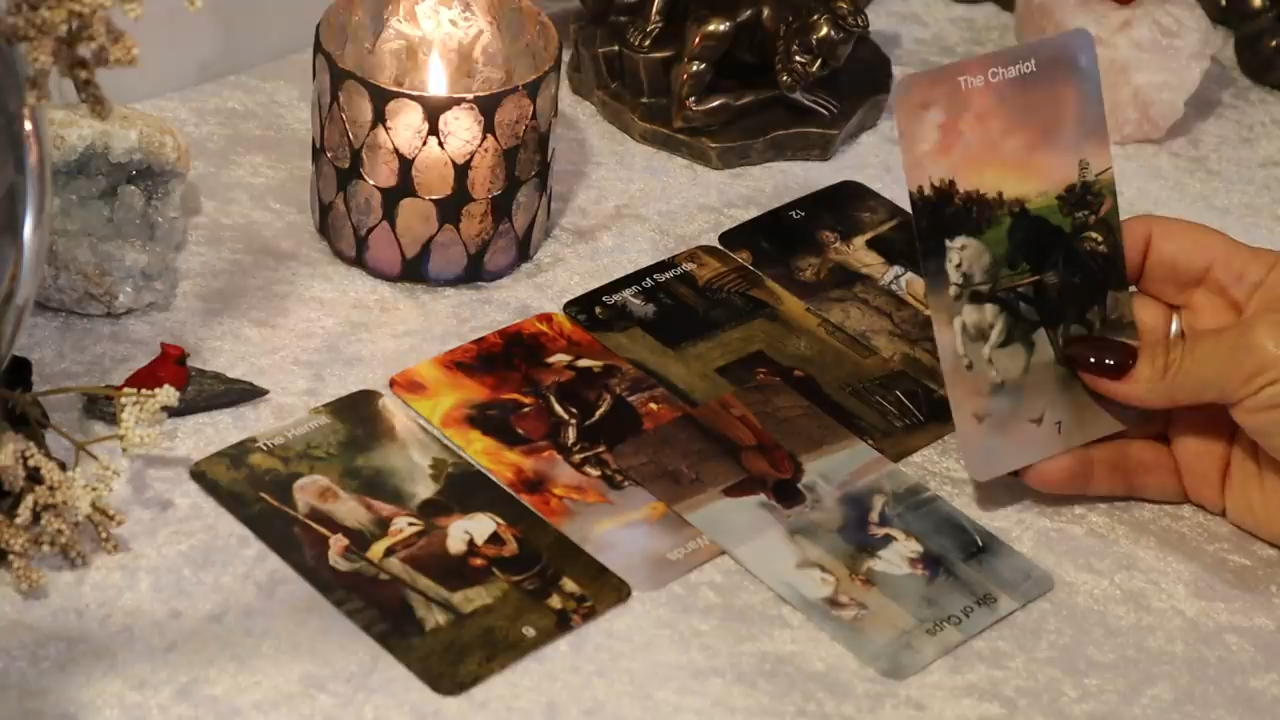 The Chariot
7
12
Seven of Swords
Wands
The Hermit
9
Six of Cups